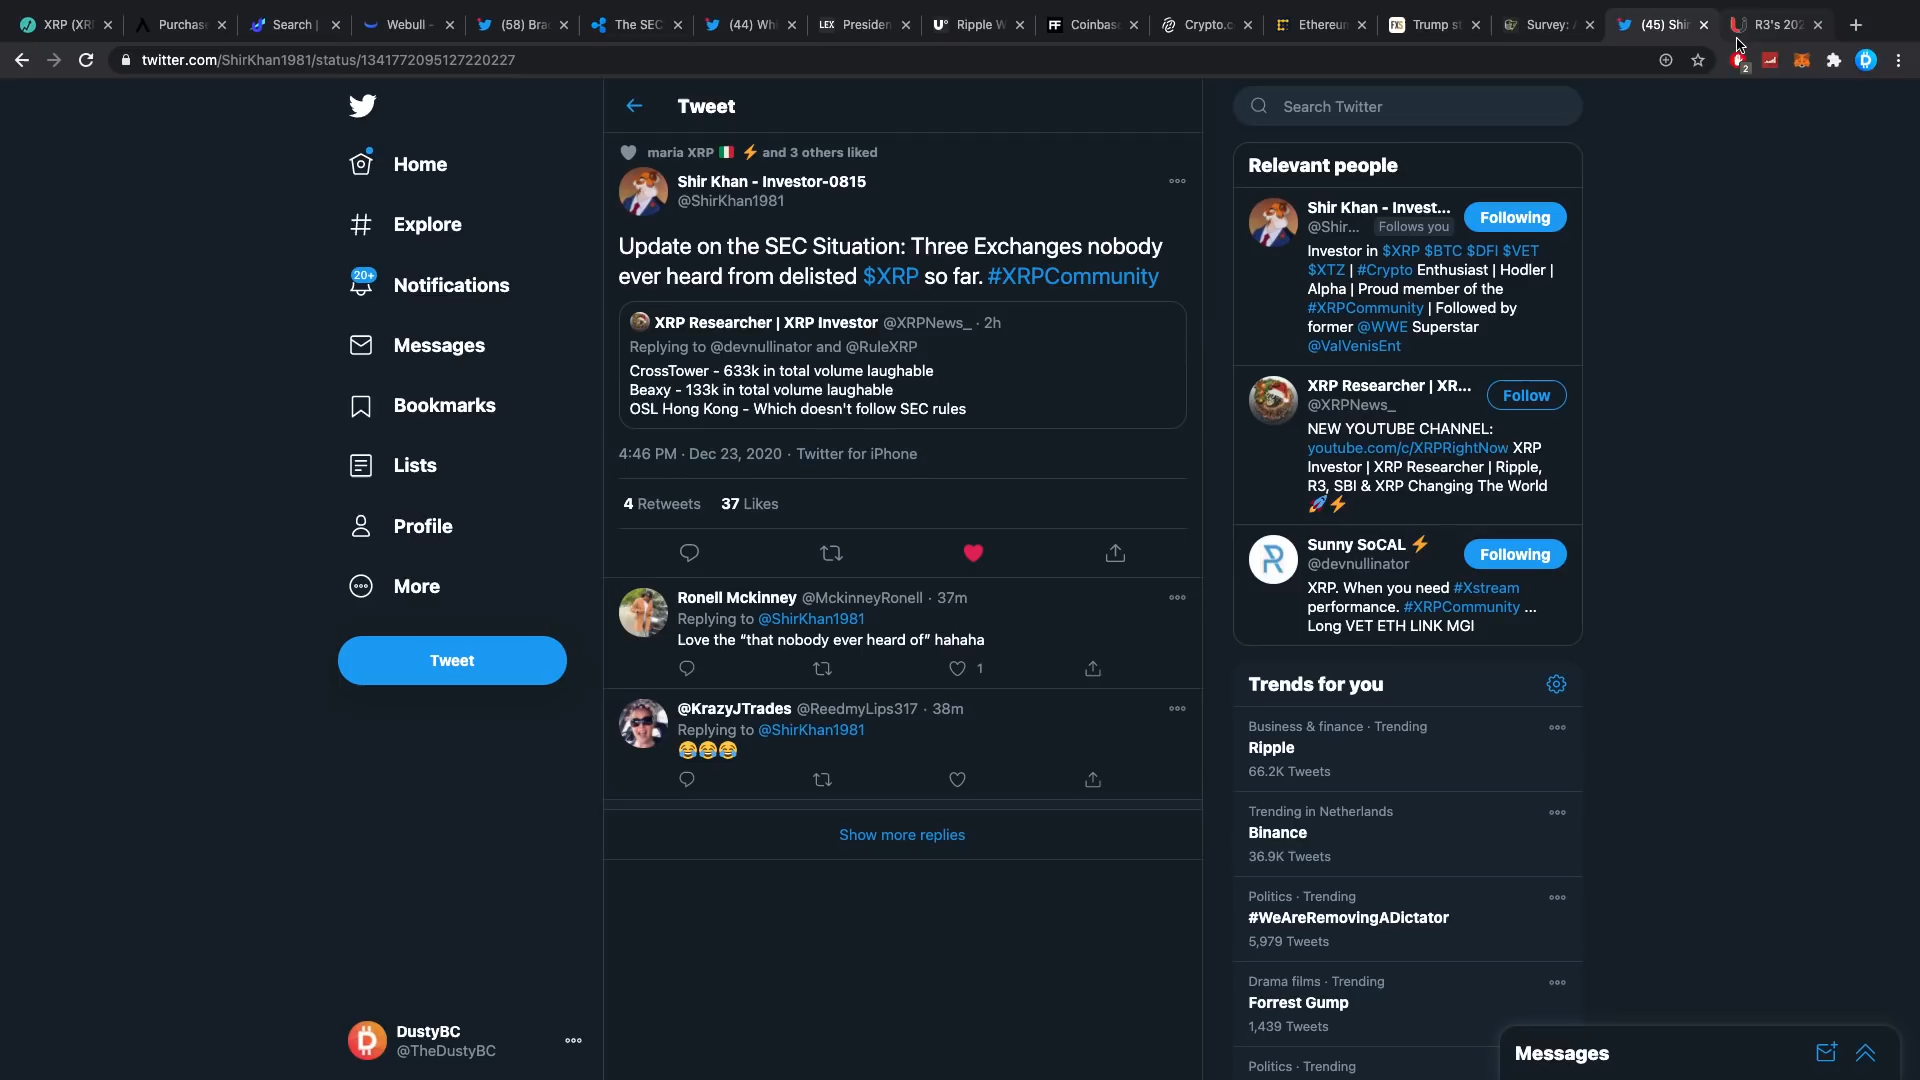 XRP (XR
Purchas
Search |
Webull -
(58) Bra
The SEC
(44) Wh
LEX Presiden
Ripple W
FF Coinbas
Crypto.c
Ethereum
FXS Trump st
Survey: A
(45) Shir
R3's 202
twitter.com/ShirKhan1981/status/1341772095127220227
2
Home
Explore
20+
Notifications
Messages
Bookmarks
Lists
Profile
More
Tweet
DustyBC
@TheDustyBC
Tweet
maria XRP 🇮🇹 ⚡ and 3 others liked
Shir Khan - Investor-0815
@ShirKhan1981
Update on the SEC Situation: Three Exchanges nobody
ever heard from delisted $XRP so far. #XRPCommunity
XRP Researcher | XRP Investor @XRPNews_ · 2h
Replying to @devnullinator and @RuleXRP
CrossTower - 633k in total volume laughable
Beaxy - 133k in total volume laughable
OSL Hong Kong - Which doesn't follow SEC rules
4:46 PM · Dec 23, 2020 · Twitter for iPhone
4 Retweets 37 Likes
Ronell Mckinney @MckinneyRonell · 37m
Replying to @ShirKhan1981
Love the "that nobody ever heard of" hahaha
1
@KrazyJTrades @ReedmyLips317 · 38m
Replying to @ShirKhan1981
😂😂😂
Show more replies
Search Twitter
Relevant people
Shir Khan - Invest...
@Shir... Follows you
Following
Investor in $XRP $BTC $DFI $VET
$XTZ | #Crypto Enthusiast | Hodler |
Alpha | Proud member of the
#XRPCommunity | Followed by
former @WWE Superstar
@ValVenisEnt
XRP Researcher | XR...
@XRPNews_
Follow
NEW YOUTUBE CHANNEL:
youtube.com/c/XRPRightNow XRP
Investor | XRP Researcher | Ripple,
R3, SBI & XRP Changing The World
🚀⚡
Sunny SoCAL ⚡
@devnullinator
Following
XRP. When you need #Xstream
performance. #XRPCommunity ...
Long VET ETH LINK MGI
Trends for you
Business & finance · Trending
Ripple
66.2K Tweets
Trending in Netherlands
Binance
36.9K Tweets
Politics · Trending
#WeAreRemovingADictator
5,979 Tweets
Drama films · Trending
Forrest Gump
1,439 Tweets
Politics · Trending
Messages